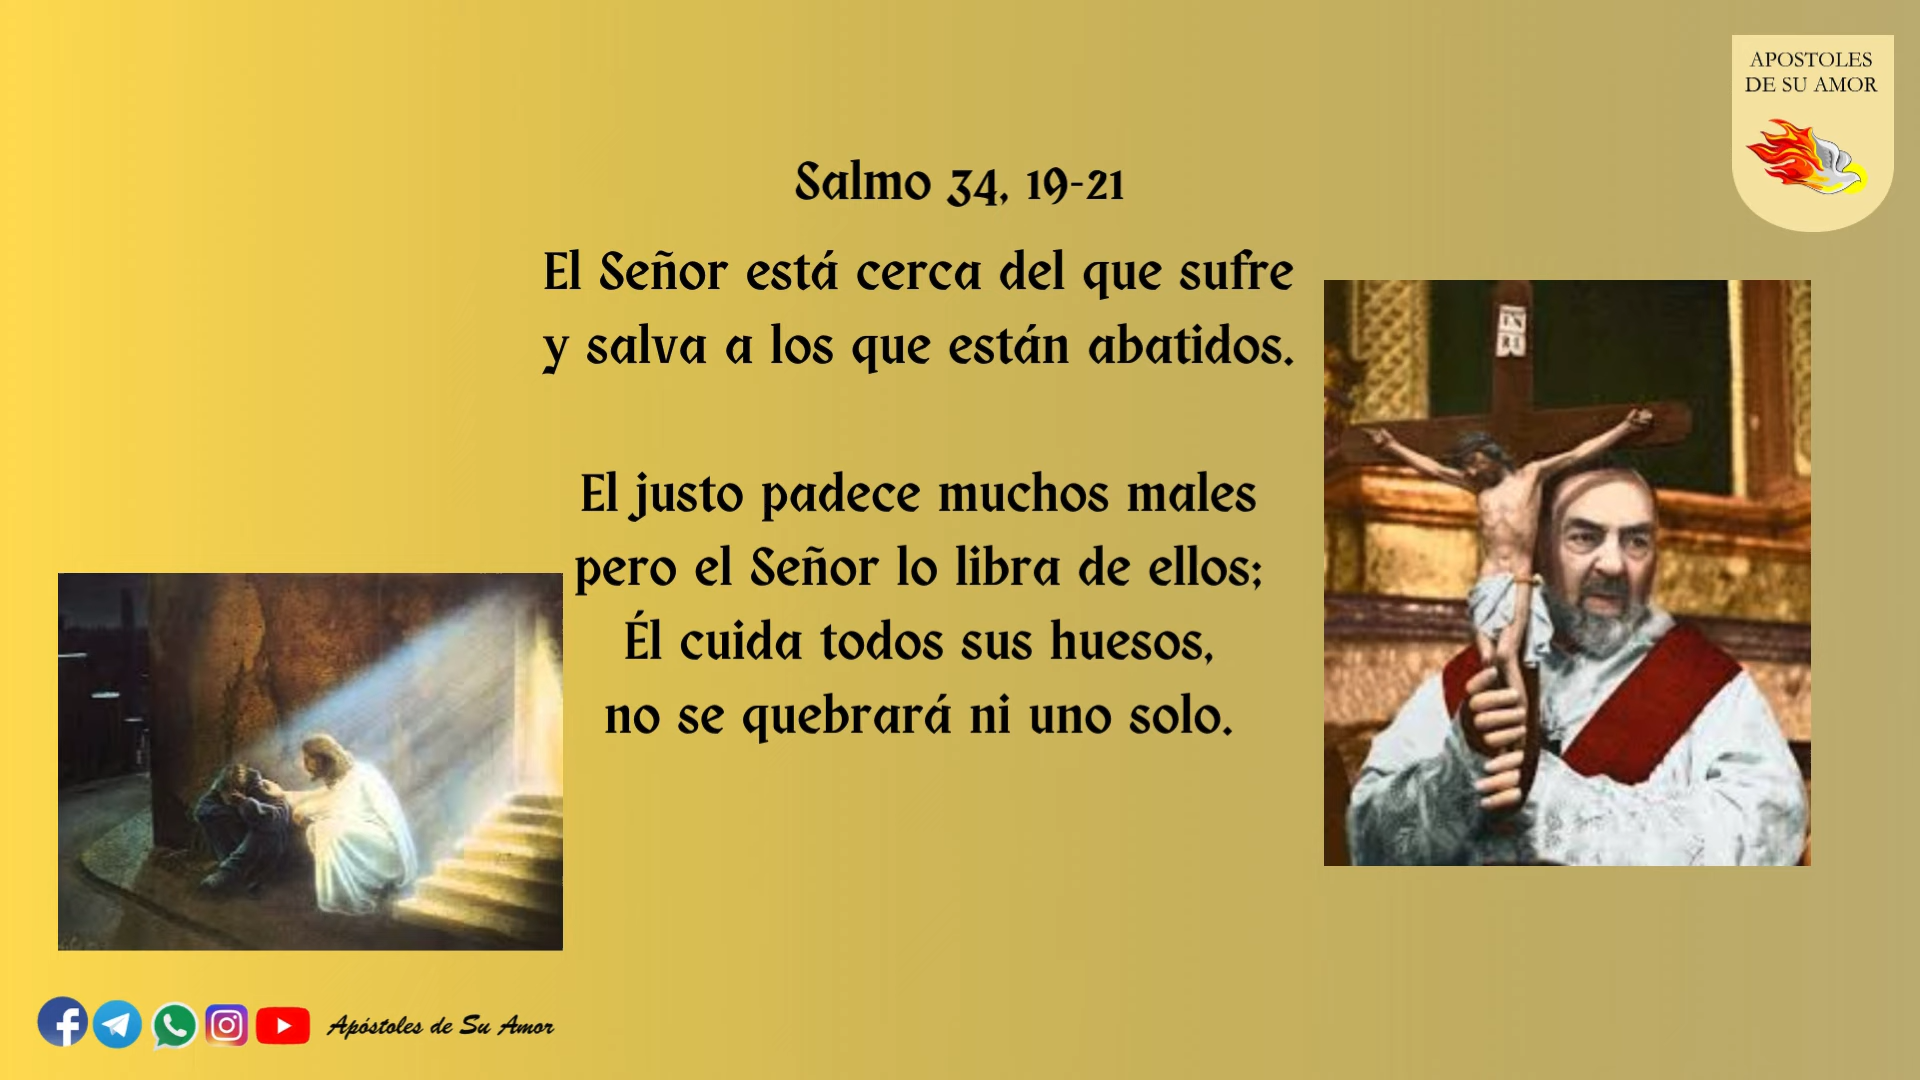 APOSTOLES
DE SU AMOR
Salmo 34, 19-21
El Señor está cerca del que sufre
y salva a los que están abatidos.
El justo padece muchos males
pero el Señor lo libra de ellos;
Él cuida todos sus huesos,
no se quebrará ni uno solo.
IN
RI
Apóstoles de Su Amor